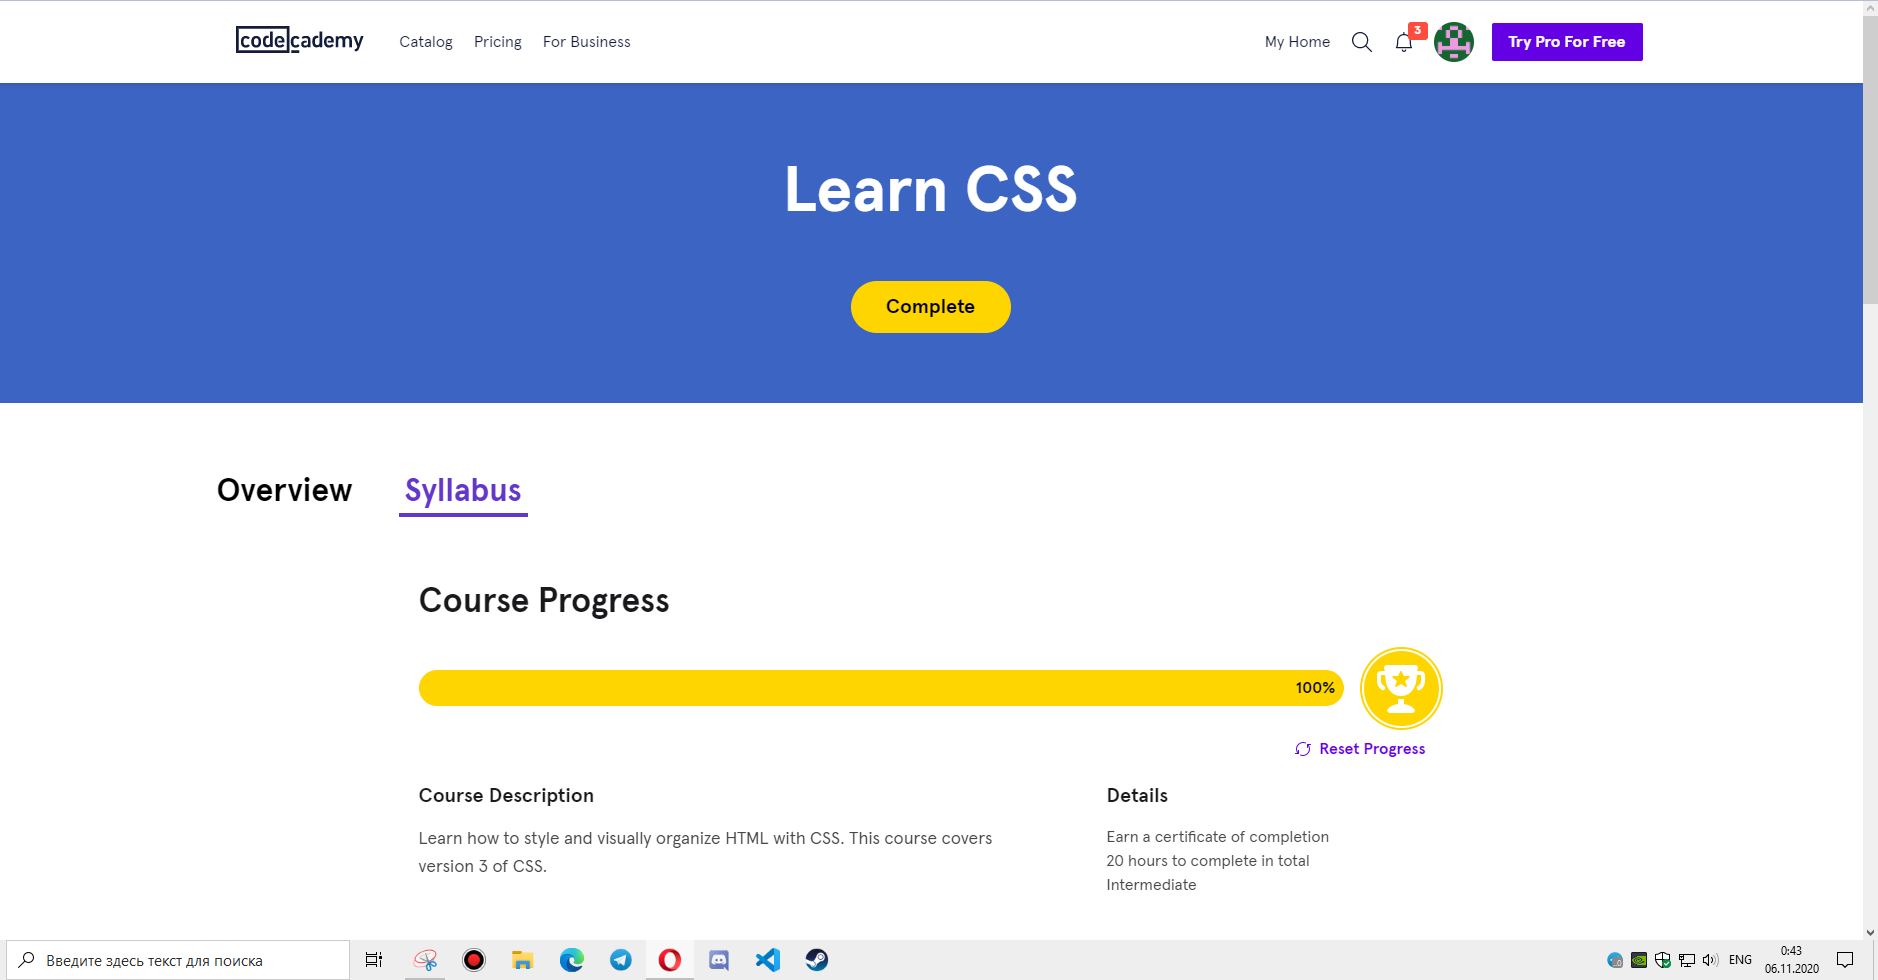 codecademy
Catalog Pricing For Business
My Home
3
Try Pro For Free
Learn CSS
Complete
Overview Syllabus
Course Progress
100%
Reset Progress
Course Description
Learn how to style and visually organize HTML with CSS. This course covers
version 3 of CSS.
Details
Earn a certificate of completion
20 hours to complete in total
Intermediate
Введите здесь текст для поиска
ENG
0:43
06.11.2020